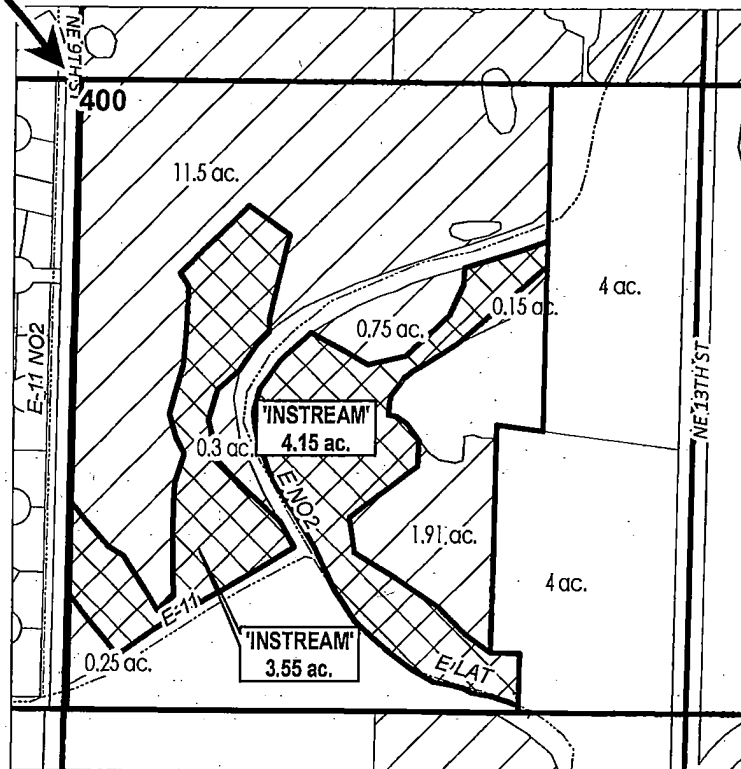 NE 9TH ST
400
11.5 ac.
4 ac.
0.15 ac.
0.75 ac.
E-11 NO2
NE 13TH ST
'INSTREAM'
4.15 ac.
0.3 ac.
E NO2
1.91 ac.
4 ac.
E-11
'INSTREAM'
3.55 ac.
0.25 ac.
E LAT